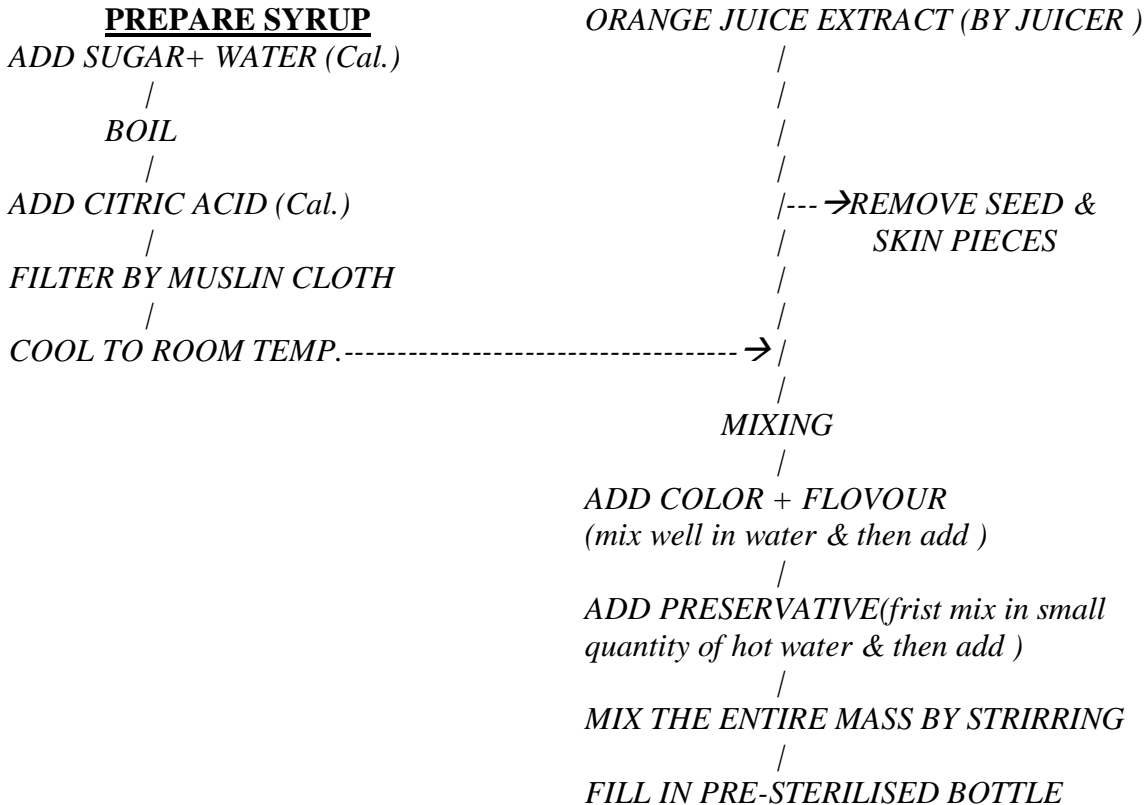 PREPARE SYRUP
ADD SUGAR+ WATER (Cal.)
/
BOIL
/
ADD CITRIC ACID (Cal.)
/
FILTER BY MUSLIN CLOTH
/
COOL TO ROOM TEMP.-------------------------------------→
ORANGE JUICE EXTRACT (BY JUICER )
/
/
/
/
/---→REMOVE SEED &
SKIN PIECES
/
/
/
/
/
MIXING
/
ADD COLOR + FLOVOUR
(mix well in water & then add )
/
ADD PRESERVATIVE(frist mix in small
quantity of hot water & then add )
/
MIX THE ENTIRE MASS BY STRIRRING
/
FILL IN PRE-STERILISED BOTTLE